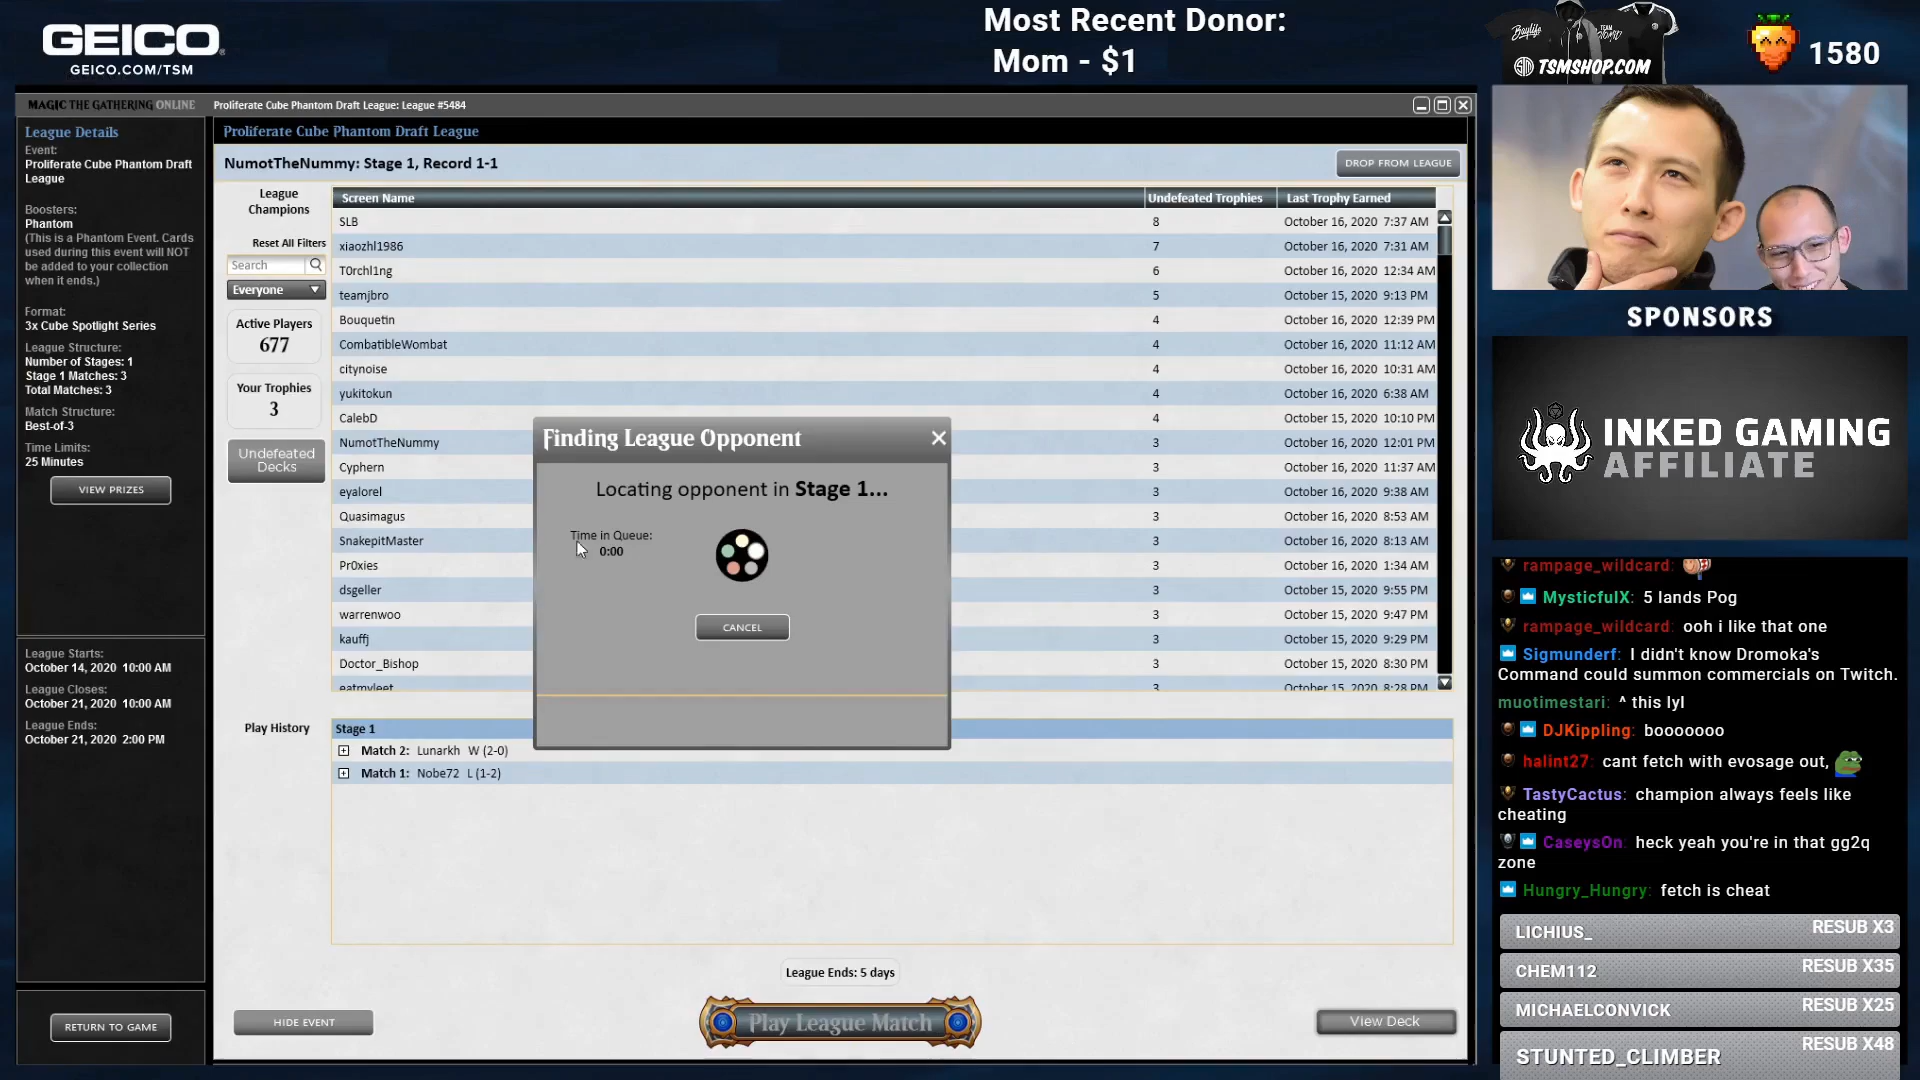 GEICO
GEICO.COM/TSM
Most Recent Donor:
Mom - $1
TSMSHOP.COM
1580
MAGIC THE GATHERING ONLINE
Proliferate Cube Phantom Draft League: League #5484
League Details
Event:
Proliferate Cube Phantom Draft
League
Boosters:
Phantom
(This is a Phantom Event. Cards
used during this event will NOT
be added to your collection
when it ends.)
Format:
3x Cube Spotlight Series
League Structure:
Number of Stages: 1
Stage 1 Matches: 3
Total Matches: 3
Match Structure:
Best-of-3
Time Limits:
25 Minutes
VIEW PRIZES
League Starts:
October 14, 2020 10:00 AM
League Closes:
October 21, 2020 10:00 AM
League Ends:
October 21, 2020 2:00 PM
RETURN TO GAME
Proliferate Cube Phantom Draft League
NumotTheNummy: Stage 1, Record 1-1
DROP FROM LEAGUE
League
Champions
Reset All Filters
Search
Everyone
Active Players
677
Your Trophies
3
Undefeated
Decks
Screen Name Undefeated Trophies Last Trophy Earned
SLB 8 October 16, 2020 7:37 AM
xiaozhl1986 7 October 16, 2020 7:31 AM
T0rchl1ng 6 October 16, 2020 12:34 AM
teamjbro 5 October 15, 2020 9:13 PM
Bouquetin 4 October 16, 2020 12:39 PM
CombatibleWombat 4 October 16, 2020 11:12 AM
citynoise 4 October 16, 2020 10:31 AM
yukitokun 4 October 16, 2020 6:38 AM
CalebD 4 October 15, 2020 10:10 PM
NumotTheNummy 3 October 16, 2020 12:01 PM
Cyphern 3 October 16, 2020 11:37 AM
eyalorel 3 October 16, 2020 9:38 AM
Quasimagus 3 October 16, 2020 8:53 AM
SnakepitMaster 3 October 16, 2020 8:13 AM
Pr0xies 3 October 16, 2020 1:34 AM
dsgeller 3 October 15, 2020 9:55 PM
warrenwoo 3 October 15, 2020 9:47 PM
kauffj 3 October 15, 2020 9:29 PM
Doctor_Bishop 3 October 15, 2020 8:30 PM
eatmyleet 3 October 15, 2020 8:28 PM
Finding League Opponent
Locating opponent in Stage 1...
Time in Queue:
0:00
CANCEL
Play History
Stage 1
Match 2: Lunarkh W (2-0)
Match 1: Nobe72 L (1-2)
League Ends: 5 days
HIDE EVENT
Play League Match
View Deck
SPONSORS
INKED GAMING
AFFILIATE
rampage_wildcard:
MysticfulX: 5 lands Pog
rampage_wildcard: ooh i like that one
Sigmunderf: I didn't know Dromoka's
Command could summon commercials on Twitch.
muotimestari: ^ this lyl
DJKippling: booooooo
halint27: cant fetch with evosage out,
TastyCactus: champion always feels like
cheating
CaseysOn: heck yeah you're in that gg2q
zone
Hungry_Hungry: fetch is cheat
LICHIUS_ RESUB X3
CHEM112 RESUB X35
MICHAELCONVICK RESUB X25
STUNTED_CLIMBER RESUB X48